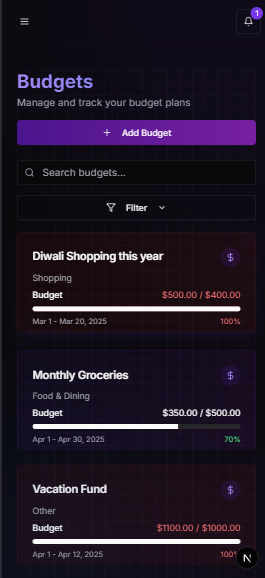 1
Budgets
Manage and track your budget plans
+ Add Budget
Search budgets...
Filter
Diwali Shopping this year
$
Shopping
Budget $500.00 / $400.00
Mar 1 - Mar 20, 2025 100%
Monthly Groceries
$
Food & Dining
Budget $350.00 / $500.00
Apr 1 - Apr 30, 2025 70%
Vacation Fund
$
Other
Budget $1100.00 / $1000.00
Apr 1 - Apr 12, 2025 100%
N